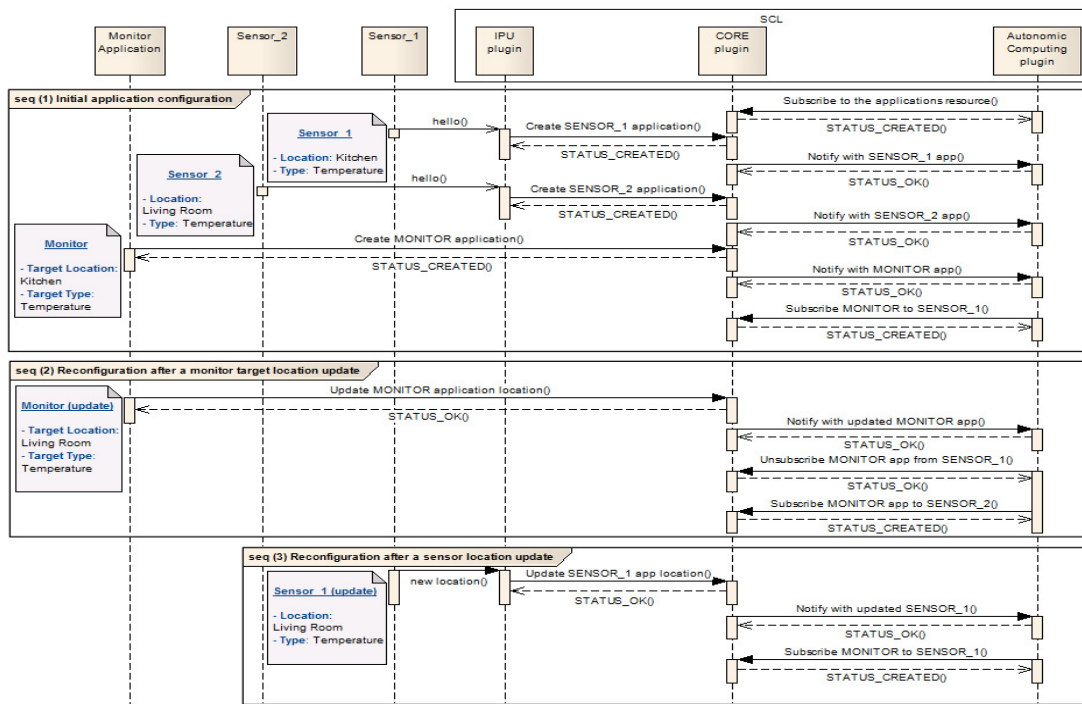 SCL
Monitor
Application
Sensor_2
Sensor_1
IPU
plugin
CORE
plugin
Autonomic
Computing
plugin
seq (1) Initial application configuration
Subscribe to the applications resource()
STATUS_CREATED()
Sensor_1
- Location: Kitchen
- Type: Temperature
hello()
Create SENSOR_1 application()
STATUS_CREATED()
Notify with SENSOR_1 app()
STATUS_OK()
Sensor_2
- Location:
Living Room
- Type: Temperature
hello()
Create SENSOR_2 application()
STATUS_CREATED()
Notify with SENSOR_2 app()
STATUS_OK()
Monitor
- Target Location:
Kitchen
- Target Type:
Temperature
Create MONITOR application()
STATUS_CREATED()
Notify with MONITOR app()
STATUS_OK()
Subscribe MONITOR to SENSOR_1()
STATUS_CREATED()
seq (2) Reconfiguration after a monitor target location update
Monitor (update)
- Target Location:
Living Room
- Target Type:
Temperature
Update MONITOR application location()
STATUS_OK()
Notify with updated MONITOR app()
STATUS_OK()
Unsubscribe MONITOR app from SENSOR_1()
STATUS_OK()
Subscribe MONITOR app to SENSOR_2()
STATUS_CREATED()
seq (3) Reconfiguration after a sensor location update
Sensor_1 (update)
- Location:
Living Room
- Type: Temperature
new location()
Update SENSOR_1 app location()
STATUS_OK()
Notify with updated SENSOR_1()
STATUS_OK()
Subscribe MONITOR to SENSOR_1()
STATUS_CREATED()